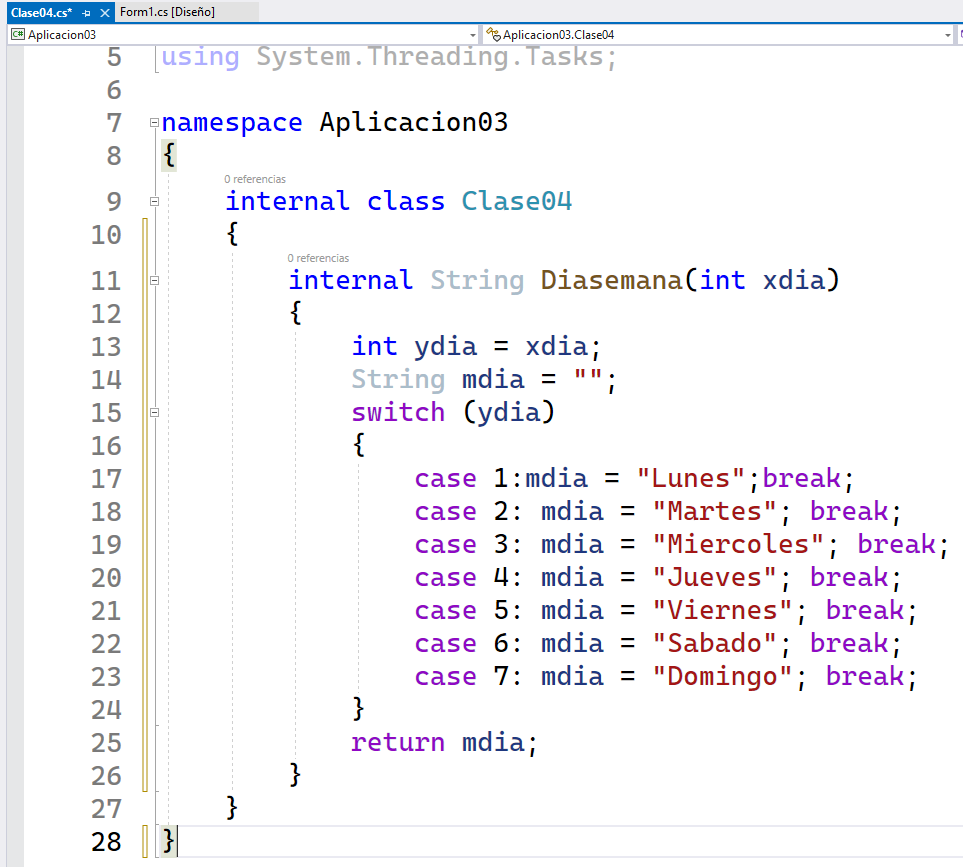 Clase04.cs* Form1.cs [Diseño]
C# Aplicacion03 Aplicacion03.Clase04
5 using System.Threading.Tasks;
6
7 namespace Aplicacion03
8 {
0 referencias
9 internal class Clase04
10 {
0 referencias
11 internal String Diasemana(int xdia)
12 {
13 int ydia = xdia;
14 String mdia = "";
15 switch (ydia)
16 {
17 case 1:mdia = "Lunes";break;
18 case 2: mdia = "Martes"; break;
19 case 3: mdia = "Miercoles"; break;
20 case 4: mdia = "Jueves"; break;
21 case 5: mdia = "Viernes"; break;
22 case 6: mdia = "Sabado"; break;
23 case 7: mdia = "Domingo"; break;
24 }
25 return mdia;
26 }
27 }
28 }